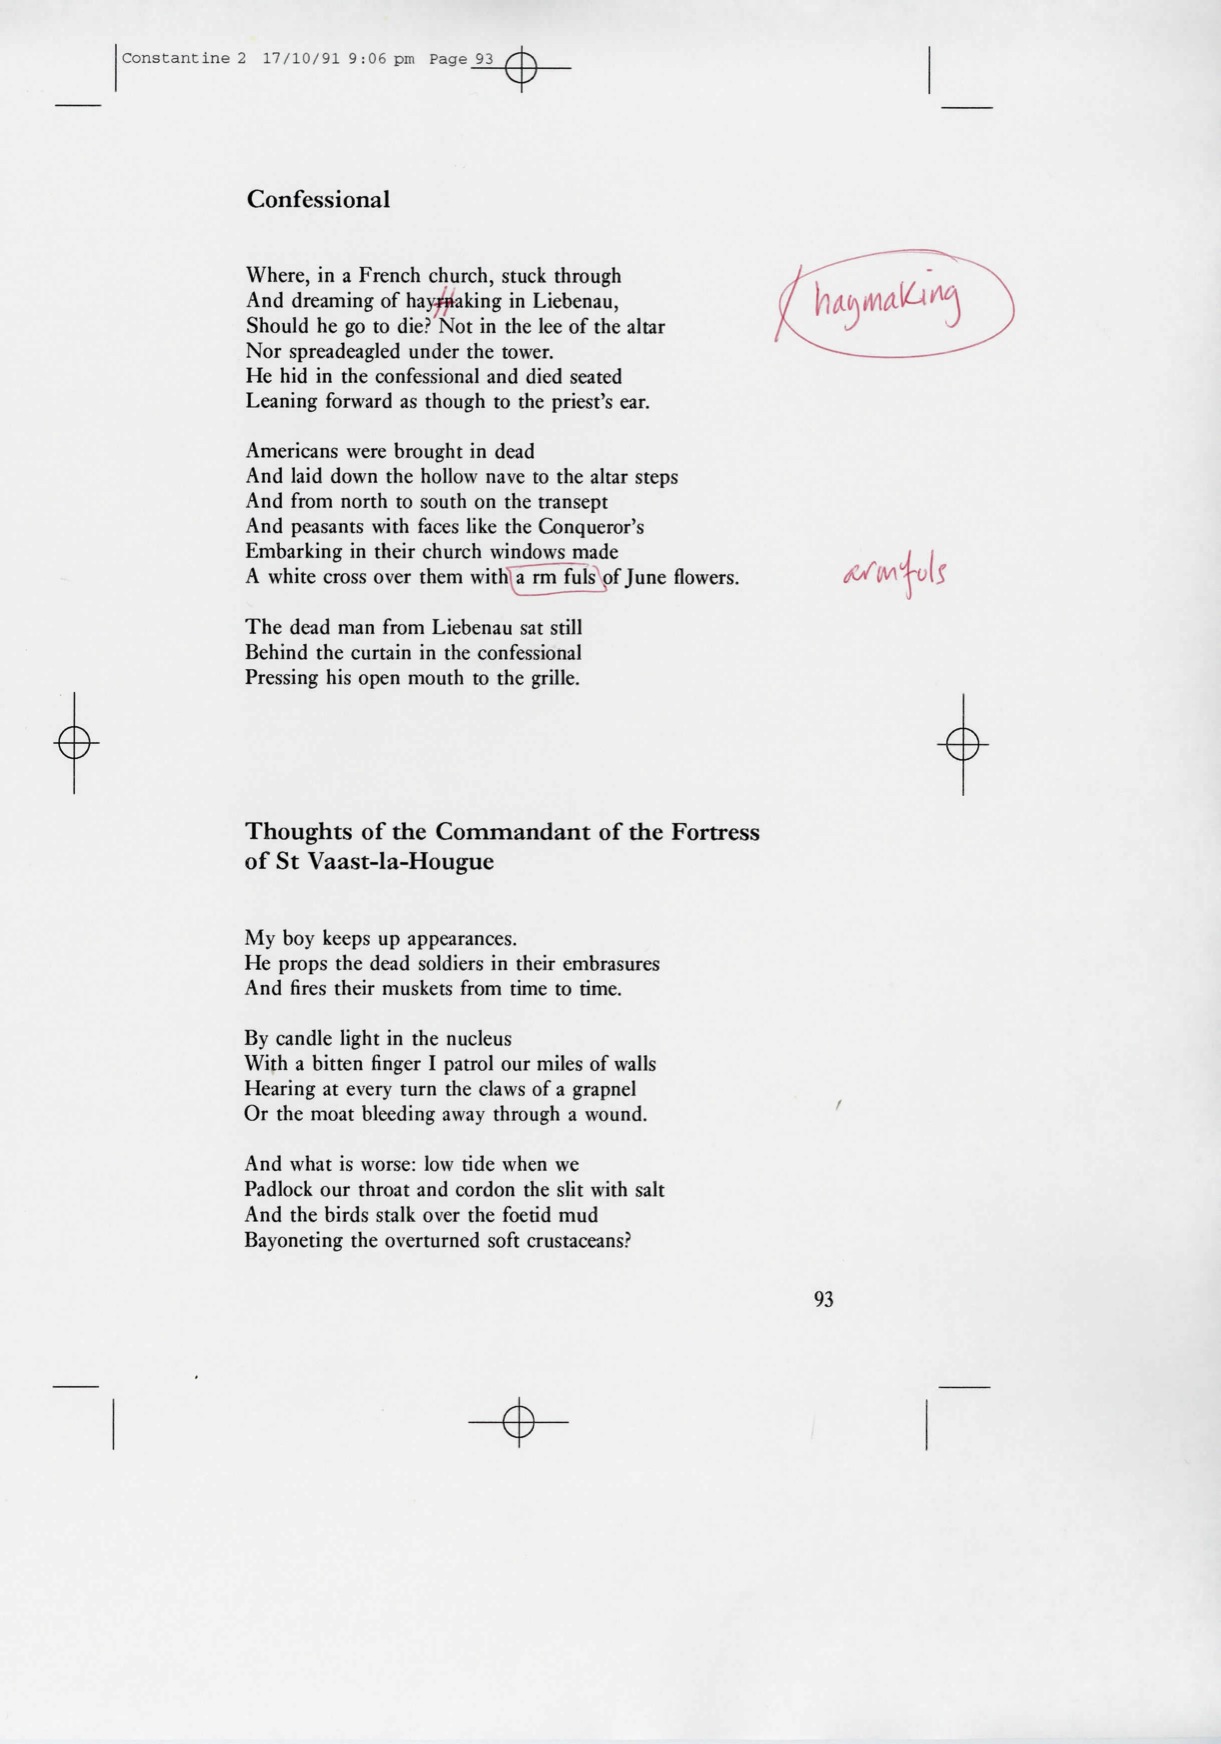 Constantine 2 17/10/91 9:06 pm Page 93
Confessional
Where, in a French church, stuck through
And dreaming of haymaking in Liebenau,
haymaking
Should he go to die? Not in the lee of the altar
Nor spreadeagled under the tower.
He hid in the confessional and died seated
Leaning forward as though to the priest's ear.
Americans were brought in dead
And laid down the hollow nave to the altar steps
And from north to south on the transept
And peasants with faces like the Conqueror's
Embarking in their church windows made
A white cross over them with a rm fuls of June flowers.
armfuls
The dead man from Liebenau sat still
Behind the curtain in the confessional
Pressing his open mouth to the grille.
Thoughts of the Commandant of the Fortress
of St Vaast-la-Hougue
My boy keeps up appearances.
He props the dead soldiers in their embrasures
And fires their muskets from time to time.
By candle light in the nucleus
With a bitten finger I patrol our miles of walls
Hearing at every turn the claws of a grapnel
Or the moat bleeding away through a wound.
And what is worse: low tide when we
Padlock our throat and cordon the slit with salt
And the birds stalk over the foetid mud
Bayoneting the overturned soft crustaceans?
93